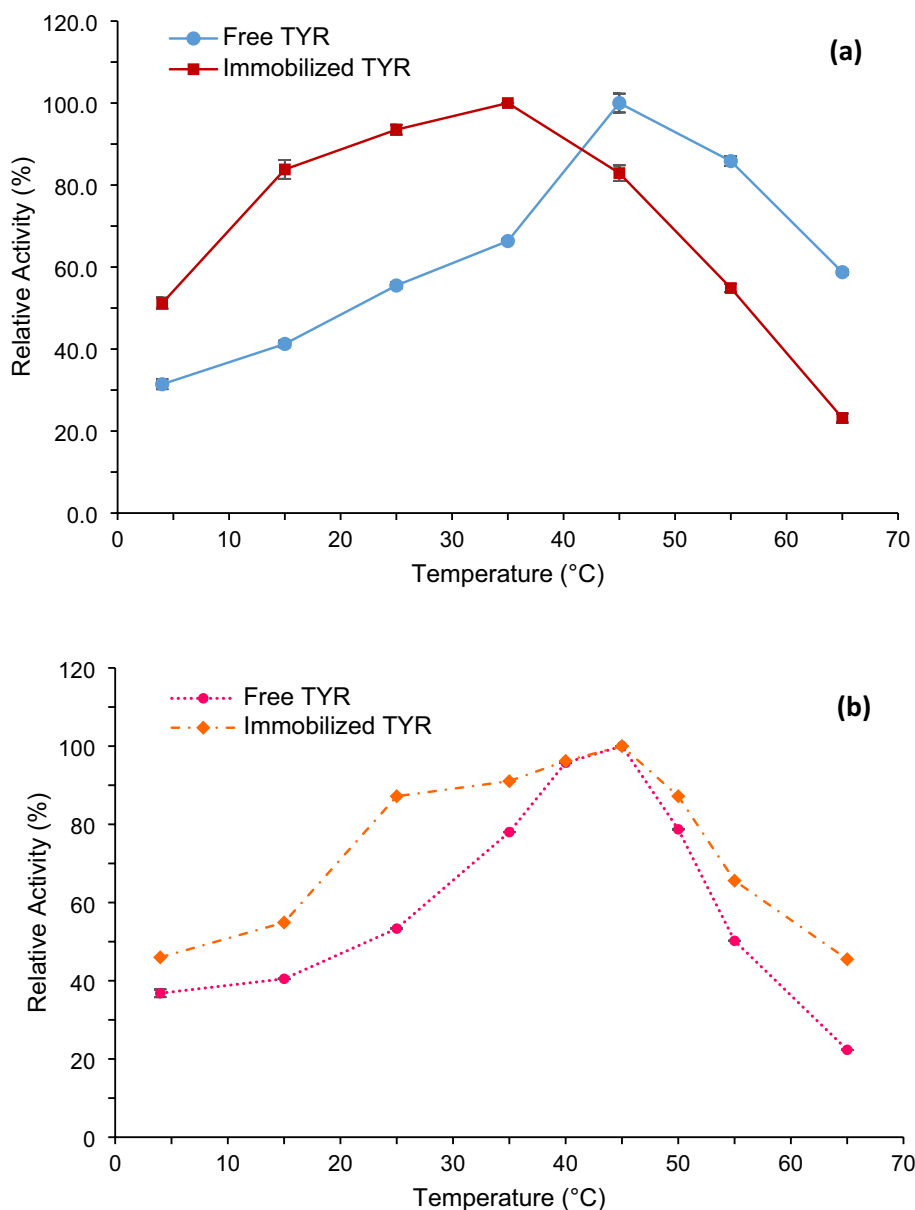 120.0
100.0
80.0
60.0
40.0
20.0
0.0
Relative Activity (%)
Free TYR
Immobilized TYR
(a)
0 10 20 30 40 50 60 70
Temperature (°C)
120
100
80
60
40
20
0
Relative Activity (%)
Free TYR
Immobilized TYR
(b)
0 10 20 30 40 50 60 70
Temperature (°C)